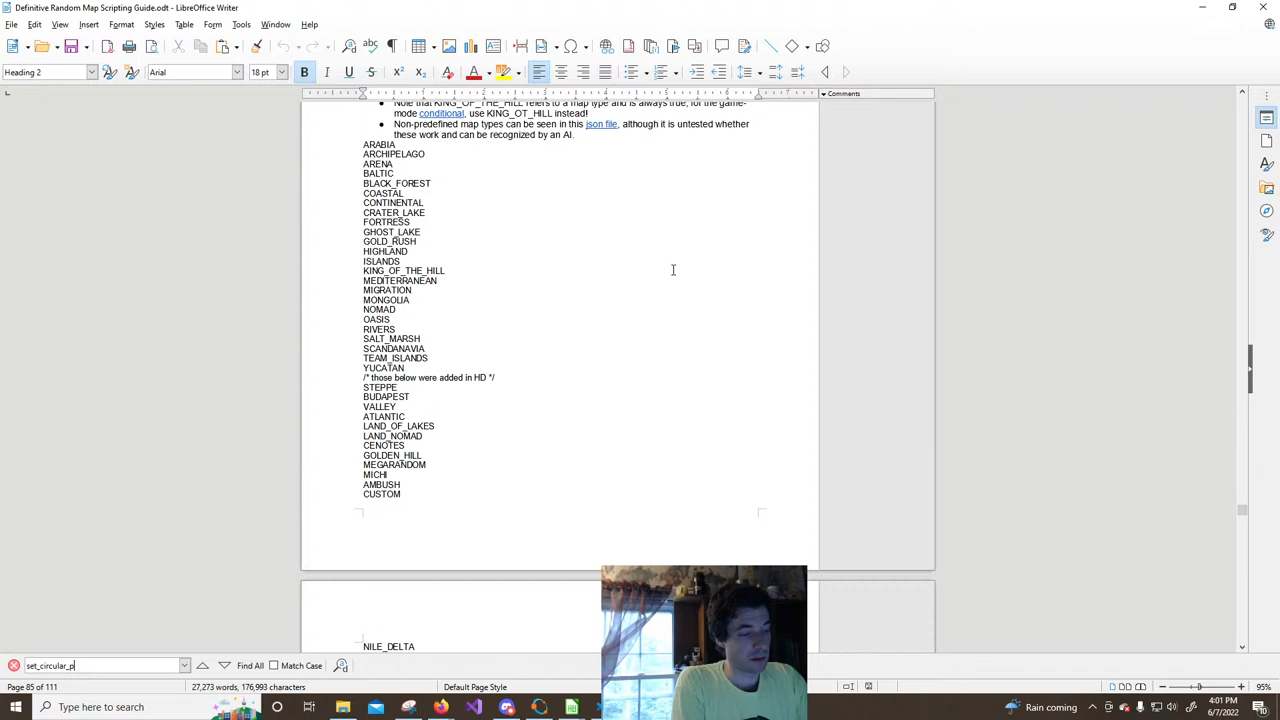 Definitive Random Map Scripting Guide.odt - LibreOffice Writer
File Edit View Insert Format Styles Table Form Tools Window Help
Heading 2 Arial 18 pt
Comments
Note that KING_OF_THE_HILL refers to a map type and is always true, for the game-
mode conditional, use KING_OT_HILL instead!
Non-predefined map types can be seen in this json file, although it is untested whether
these work and can be recognized by an AI.
ARABIA
ARCHIPELAGO
ARENA
BALTIC
BLACK_FOREST
COASTAL
CONTINENTAL
CRATER_LAKE
FORTRESS
GHOST_LAKE
GOLD_RUSH
HIGHLAND
ISLANDS
KING_OF_THE_HILL
MEDITERRANEAN
MIGRATION
MONGOLIA
NOMAD
OASIS
RIVERS
SALT_MARSH
SCANDANAVIA
TEAM_ISLANDS
YUCATAN
/* those below were added in HD */
STEPPE
BUDAPEST
VALLEY
ATLANTIC
LAND_OF_LAKES
LAND_NOMAD
CENOTES
GOLDEN_HILL
MEGARANDOM
MICHI
AMBUSH
CUSTOM
NILE_DELTA
set_circular_p Find All Match Case
Page 85 of 111 27,273 words, 176,993 characters Default Page Style 95%
Type here to search Rain coming 4:01 PM
6/7/2022